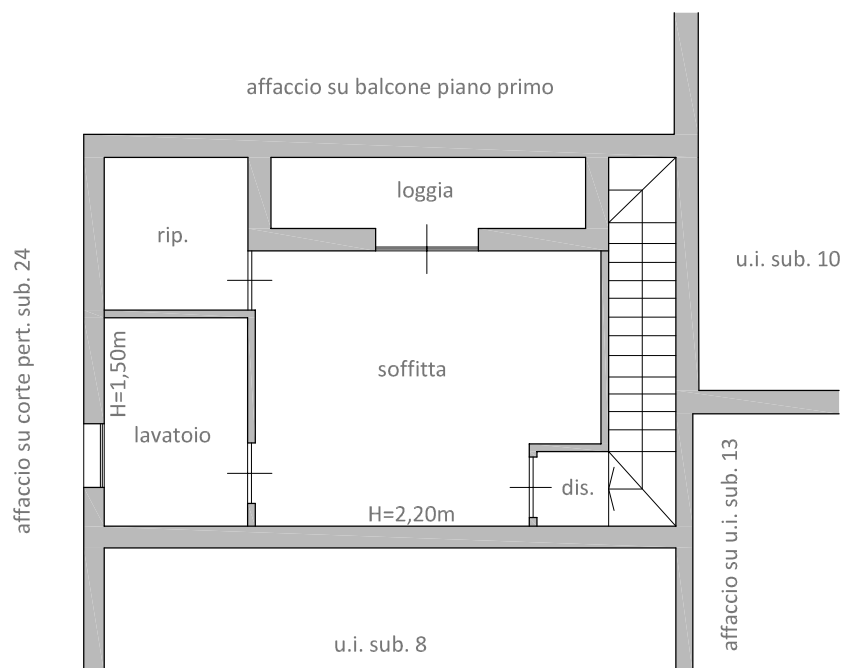 affaccio su balcone piano primo
loggia
rip.
affaccio su corte pert. sub. 24
u.i. sub. 10
H=1,50m
soffitta
lavatoio
dis.
H=2,20m
affaccio su u.i. sub. 13
u.i. sub. 8